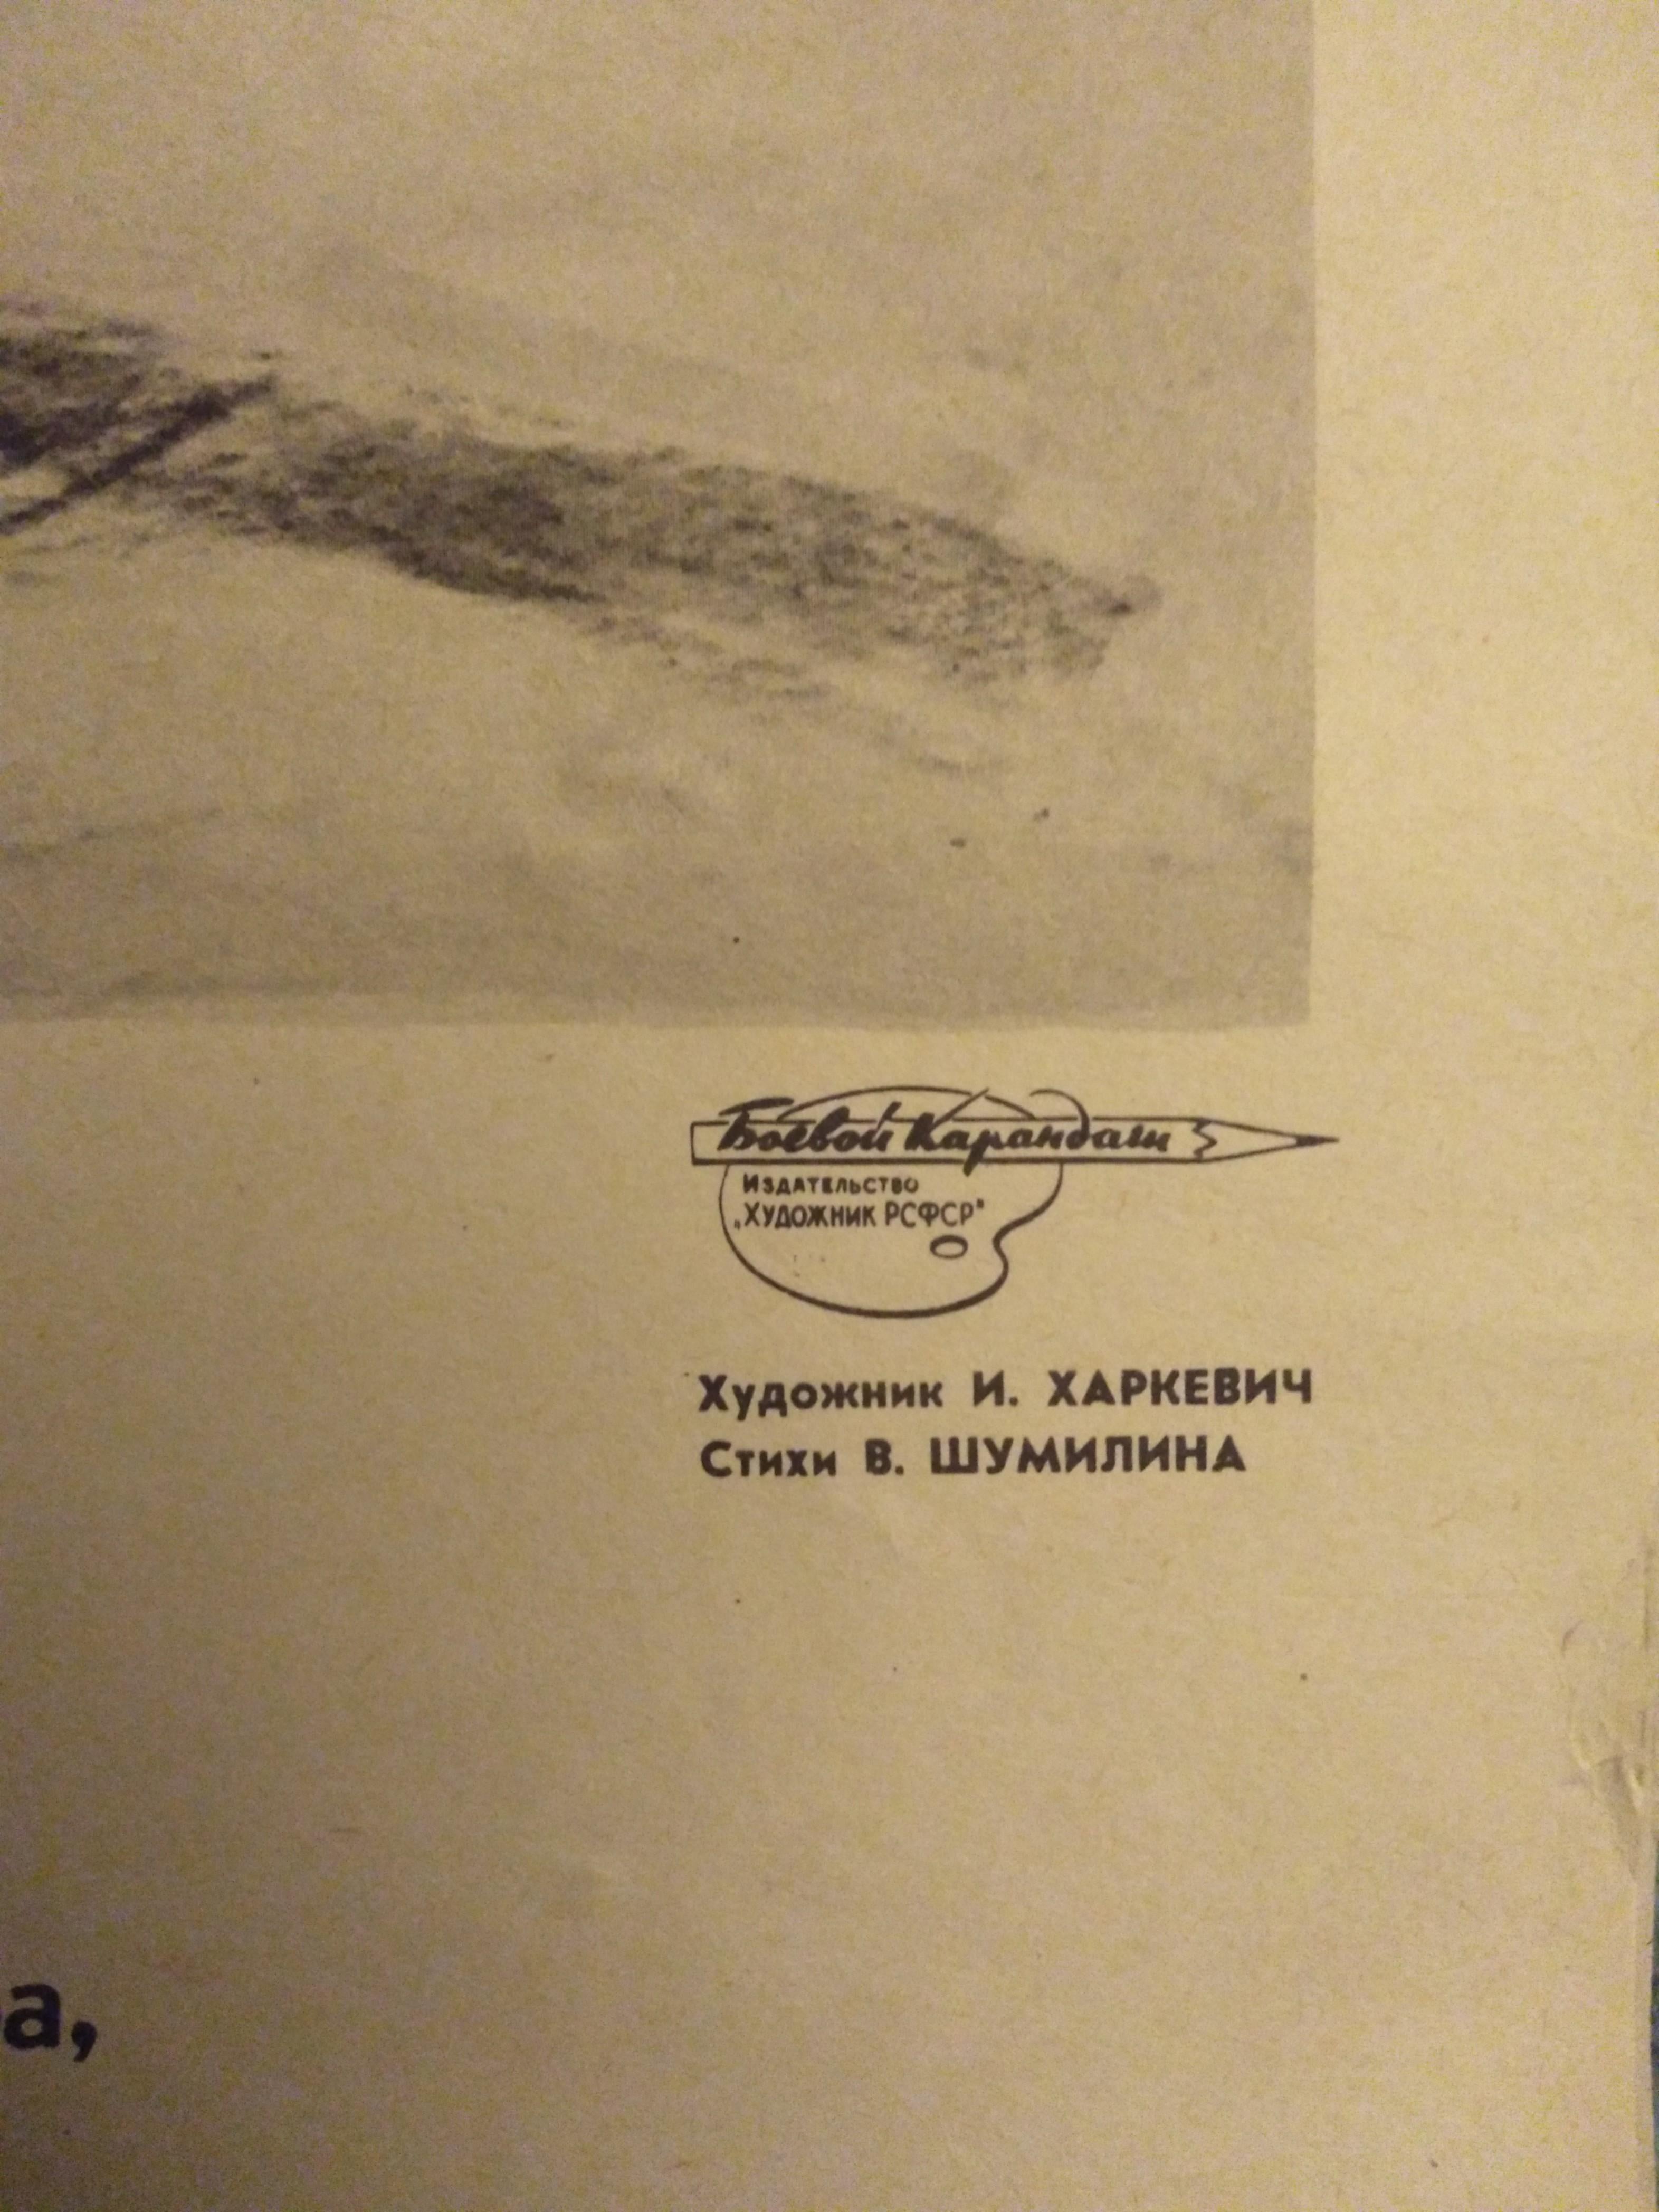 Боевой Карандаш
Издательство
„Художник РСФСР"
Художник И. ХАРКЕВИЧ
Стихи В. ШУМИЛИНА
а,